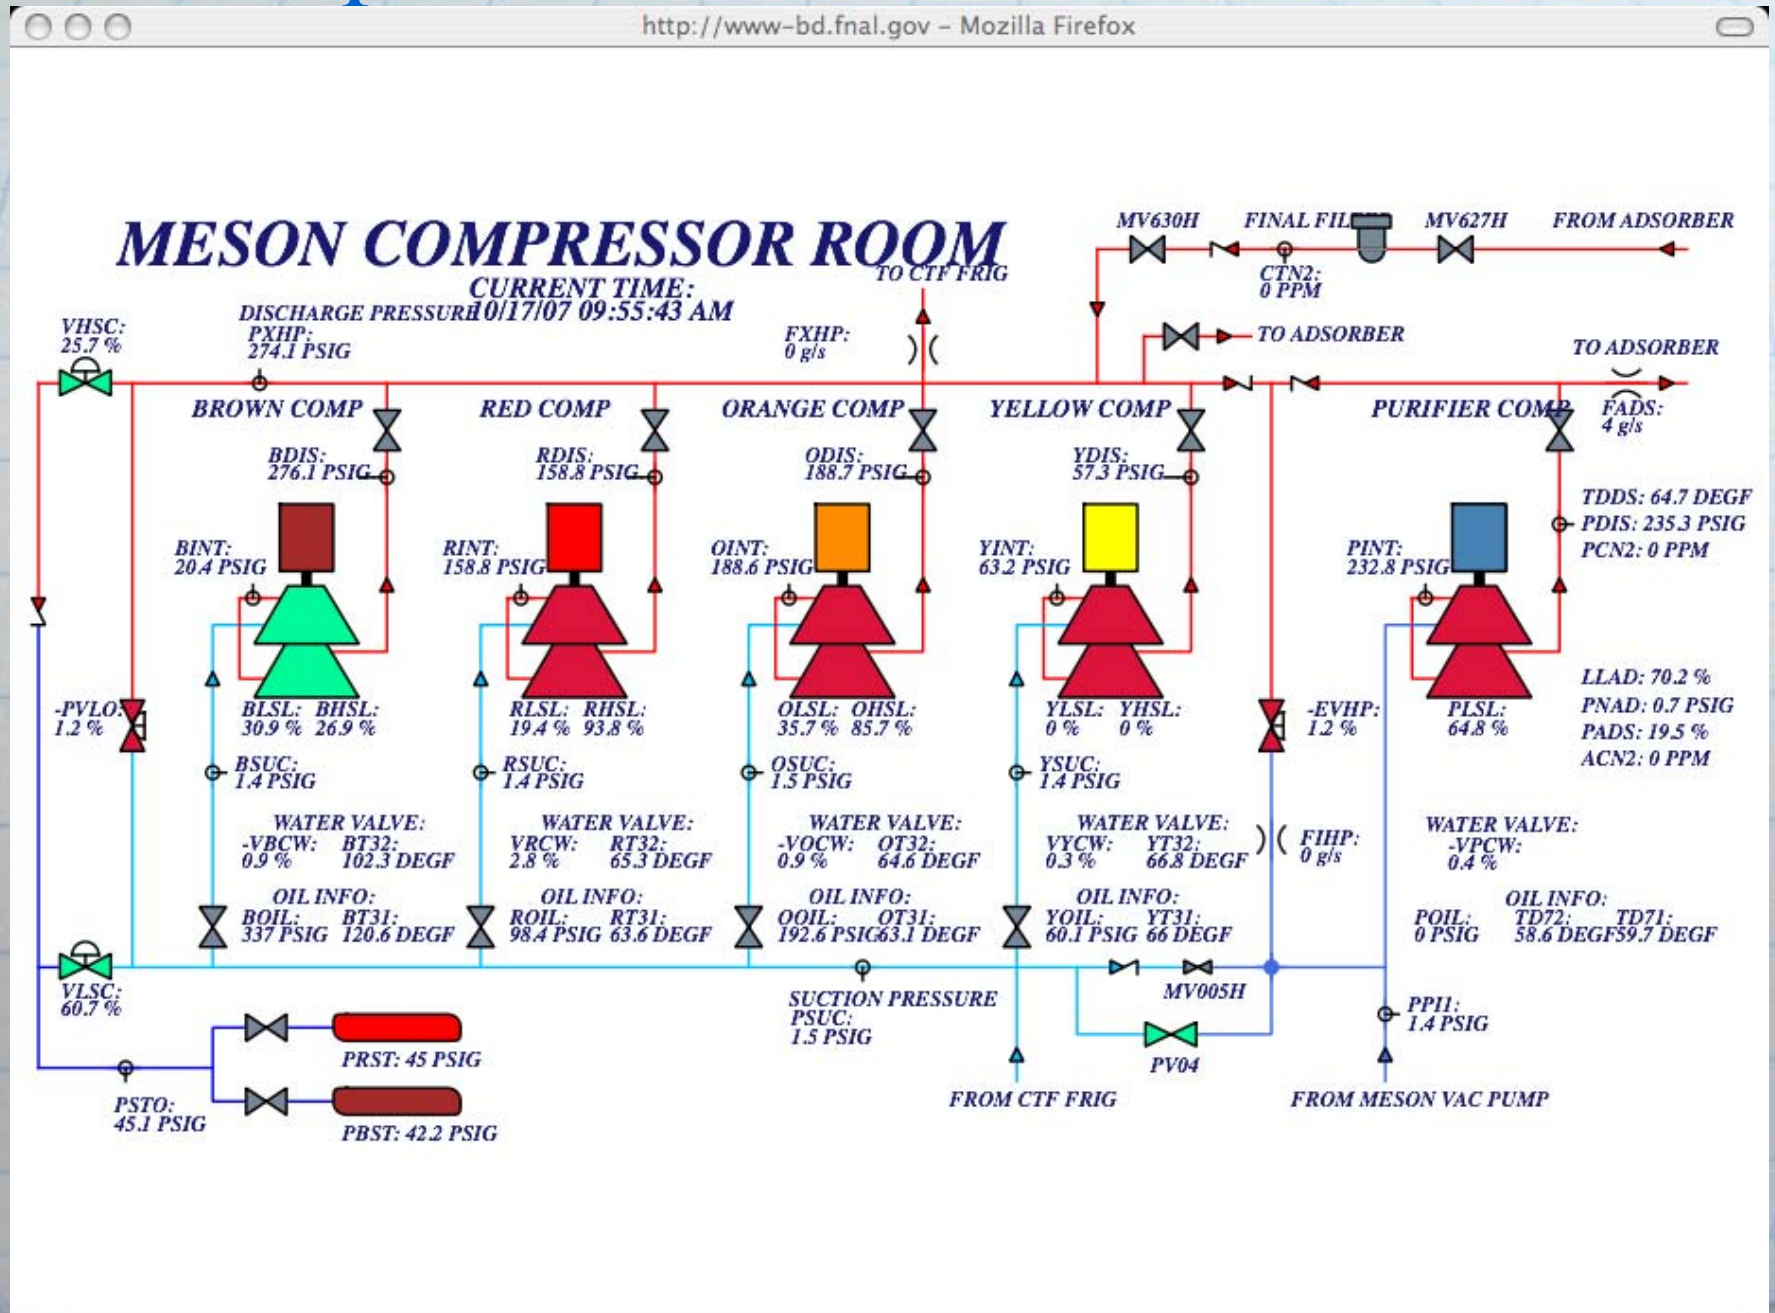 http://www-bd.fnal.gov – Mozilla Firefox
MV630H
MV627H
FROM ADSORBER
MESON COMPRESSOR ROOM
TO CTF FRIG
CTN2:
0 PPM
CURRENT TIME:
10/17/07 09:55:43 AM
DISCHARGE PRESSURE
PXHP:
274.1 PSIG
VHSC:
25.7 %
FXHP:
0 g/s
TO ADSORBER
TO ADSORBER
BROWN COMP
RED COMP
ORANGE COMP
YELLOW COMP
PURIFIER COMP
FADS:
4 g/s
BDIS:
276.1 PSIG
RDIS:
158.8 PSIG
ODIS:
188.7 PSIG
YDIS:
57.3 PSIG
TDDS: 64.7 DEGF
PDIS: 235.3 PSIG
PCN2: 0 PPM
BINT:
20.4 PSIG
RINT:
158.8 PSIG
OINT:
188.6 PSIG
YINT:
63.2 PSIG
PINT:
232.8 PSIG
LLAD: 70.2 %
PNAD: 0.7 PSIG
PADS: 19.5 %
ACN2: 0 PPM
-PVLO:
1.2 %
BLSL: BHSL:
30.9 % 26.9 %
RLSL: RHSL:
19.4 % 93.8 %
OLSL: OHSL:
35.7 % 85.7 %
YLSL: YHSL:
0 % 0 %
-EVHP:
1.2 %
PLSL:
64.8 %
BSUC:
1.4 PSIG
RSUC:
1.4 PSIG
OSUC:
1.5 PSIG
YSUC:
1.4 PSIG
WATER VALVE:
-VBCW: BT32:
0.9 % 102.3 DEGF
WATER VALVE:
VRCW: RT32:
2.8 % 65.3 DEGF
WATER VALVE:
-VOCW: OT32:
0.9 % 64.6 DEGF
WATER VALVE:
VYCW: YT32:
0.3 % 66.8 DEGF
FIHP:
0 g/s
WATER VALVE:
-VPCW:
0.4 %
OIL INFO:
BOIL: BT31:
337 PSIG 120.6 DEGF
OIL INFO:
ROIL: RT31:
98.4 PSIG 63.6 DEGF
OIL INFO:
OOIL: OT31:
192.6 PSIG 63.1 DEGF
OIL INFO:
YOIL: YT31:
60.1 PSIG 66 DEGF
OIL INFO:
POIL: TD72: TD71:
0 PSIG 58.6 DEGF 59.7 DEGF
VLSC:
60.7 %
SUCTION PRESSURE
PSUC:
1.5 PSIG
MV005H
PPI1:
1.4 PSIG
PRST: 45 PSIG
PV04
PSTO:
45.1 PSIG
FROM CTF FRIG
FROM MESON VAC PUMP
PBST: 42.2 PSIG